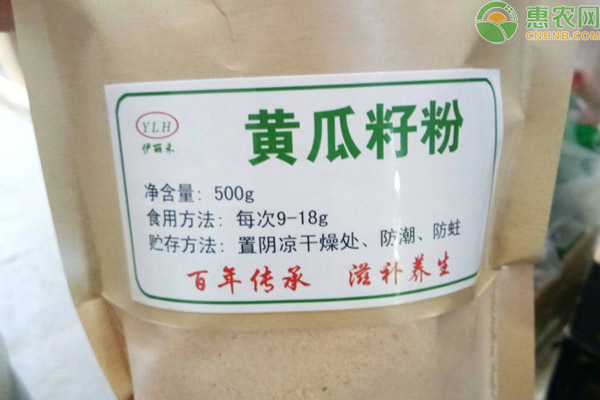 惠农网
CNHNB.COM
YLH
伊丽禾
黄瓜籽粉
净含量: 500g
食用方法: 每次9-18g
贮存方法: 置阴凉干燥处、防潮、防蛀
百年传承 滋补养生